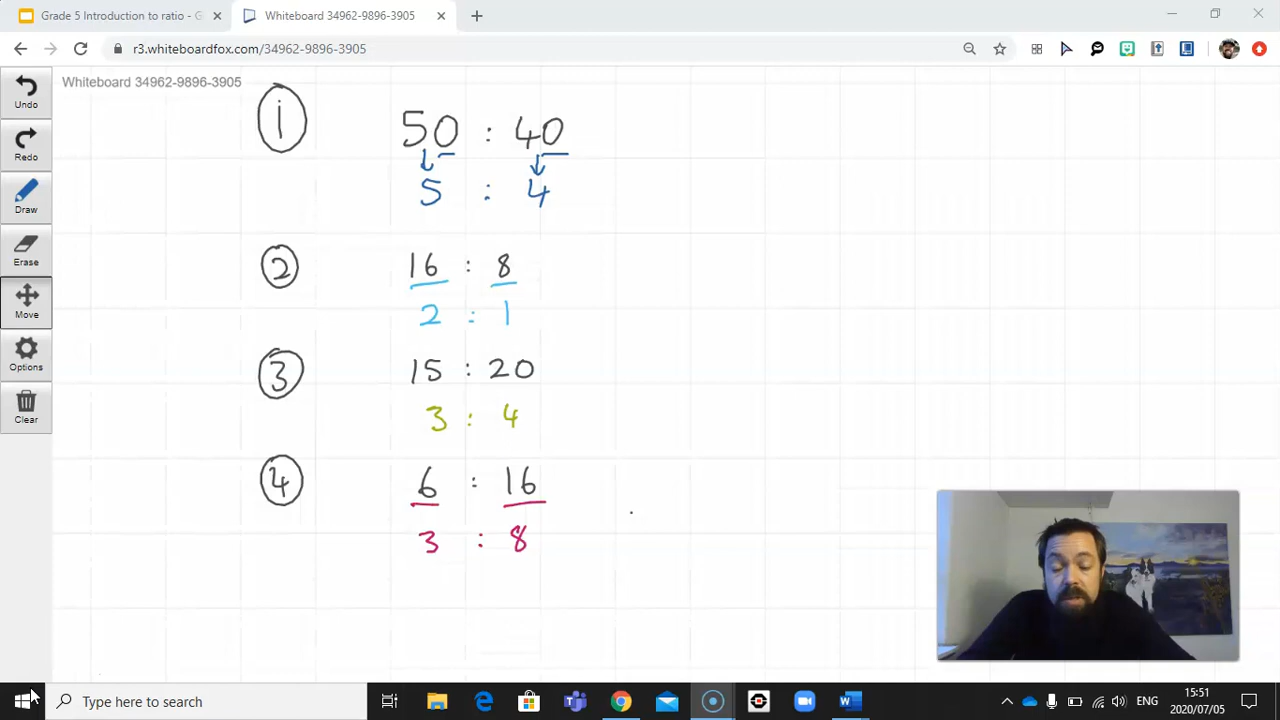 Grade 5 Introduction to ratio - G
Whiteboard 34962-9896-3905
r3.whiteboardfox.com/34962-9896-3905
Whiteboard 34962-9896-3905
Undo
Redo
Draw
Erase
Move
Options
Clear
1 50 : 40
5 : 4
2 16 : 8
2 : 1
3 15 : 20
3 : 4
4 6 : 16
3 : 8
Type here to search
ENG
15:51
2020/07/05